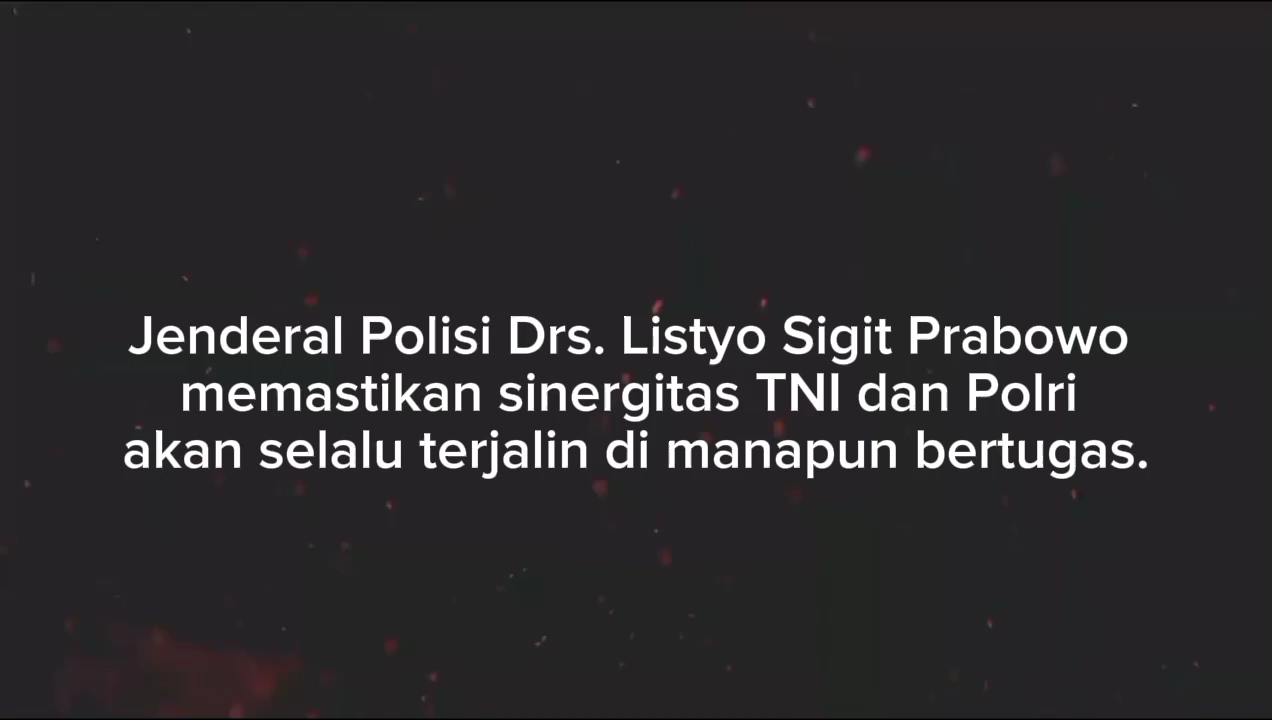 Jenderal Polisi Drs. Listyo Sigit Prabowo
memastikan sinergitas TNI dan Polri
akan selalu terjalin di manapun bertugas.